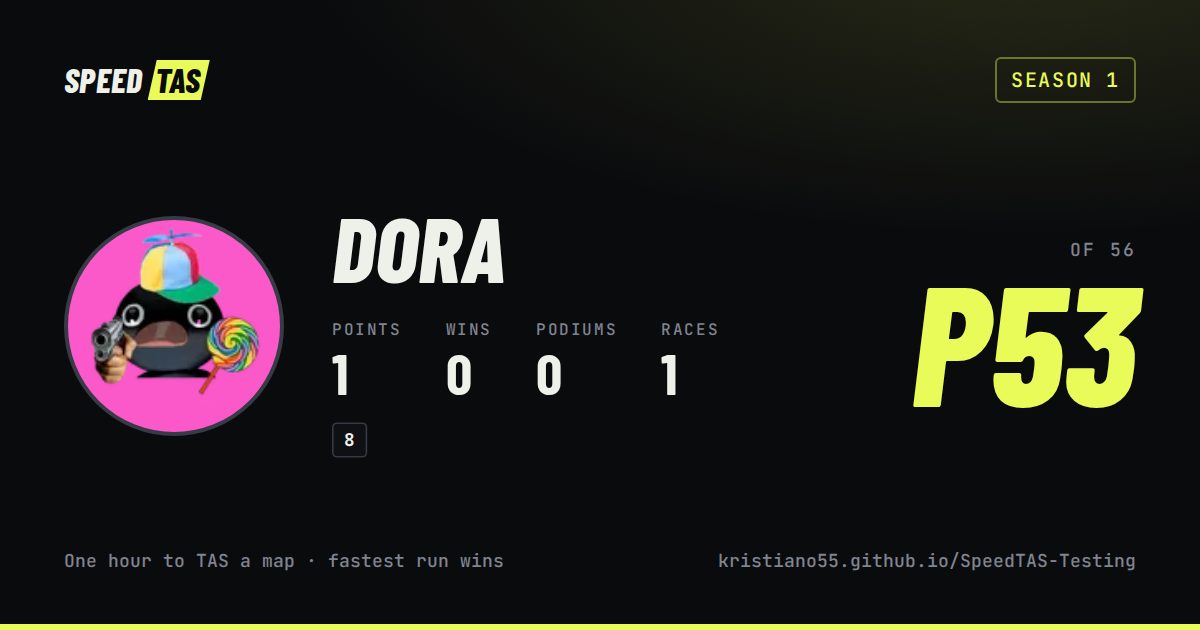 SPEED TAS
SEASON 1
DORA
POINTS WINS PODIUMS RACES
1 0 0 1
8
OF 56
P53
One hour to TAS a map · fastest run wins
kristiano55.github.io/SpeedTAS-Testing